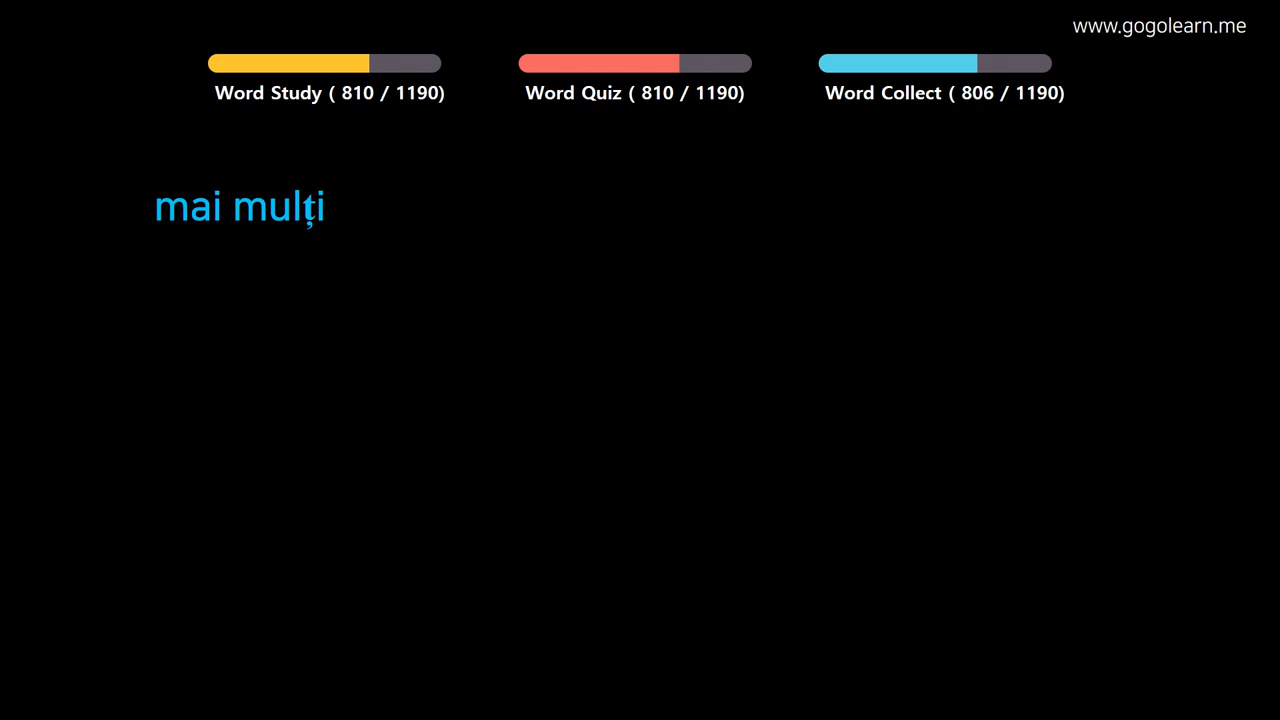 www.gogolearn.me
Word Study ( 810 / 1190)
Word Quiz ( 810 / 1190)
Word Collect ( 806 / 1190)
mai mulți